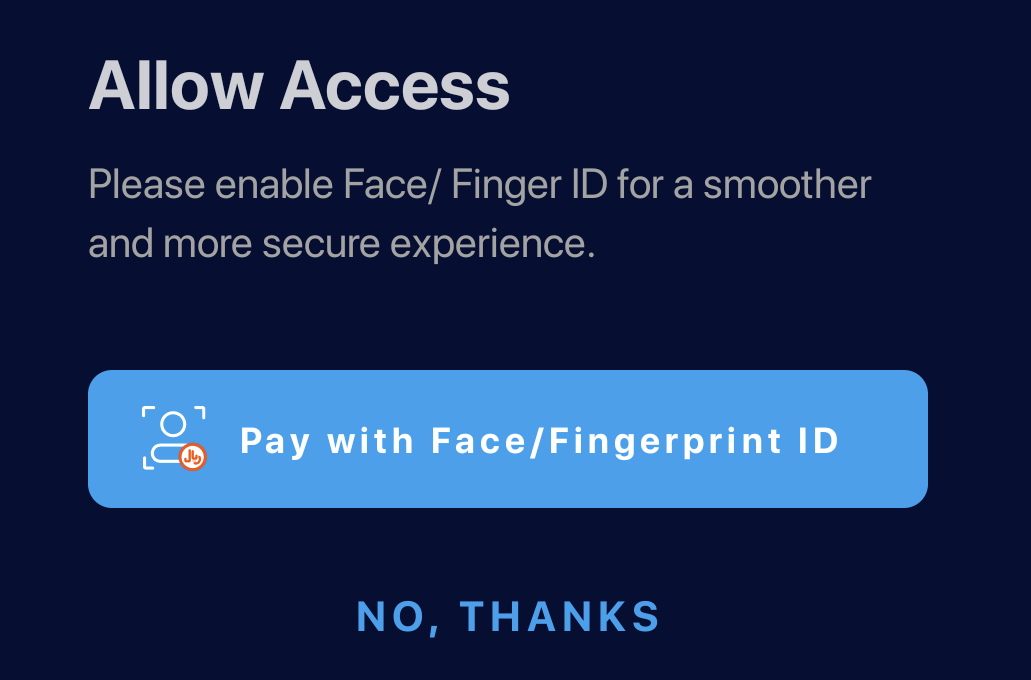 Allow Access
Please enable Face/ Finger ID for a smoother
and more secure experience.
Pay with Face/Fingerprint ID
NO, THANKS